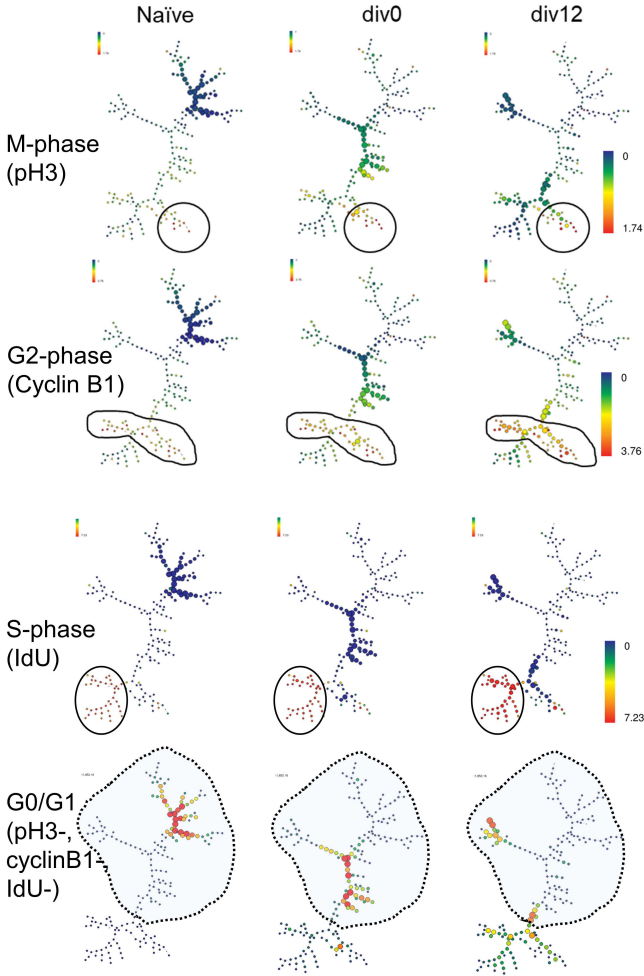 Naïve div0 div12
M-phase
(pH3)
0
1.74
G2-phase
(Cyclin B1)
0
3.76
S-phase
(IdU)
0
7.23
G0/G1
(pH3-,
cyclinB1-,
IdU-)